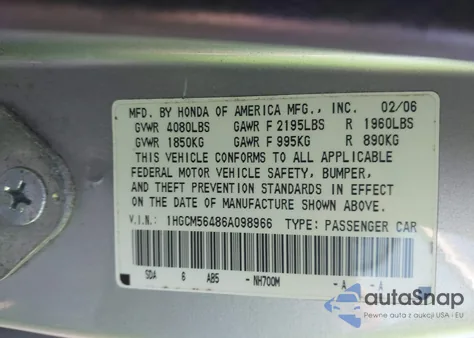 MFD. BY HONDA OF AMERICA MFG., INC. 02/06
GVWR 4080LBS GAWR F 2195LBS R 1960LBS
GVWR 1850KG GAWR F 995KG R 890KG
THIS VEHICLE CONFORMS TO ALL APPLICABLE
FEDERAL MOTOR VEHICLE SAFETY, BUMPER,
AND THEFT PREVENTION STANDARDS IN EFFECT
ON THE DATE OF MANUFACTURE SHOWN ABOVE.
V.I.N.: 1HGCM56486A098966 TYPE: PASSENGER CAR
SDA 6 AB5 - NH700M -A -A
autoSnap
Pewne auta z aukcji USA i EU